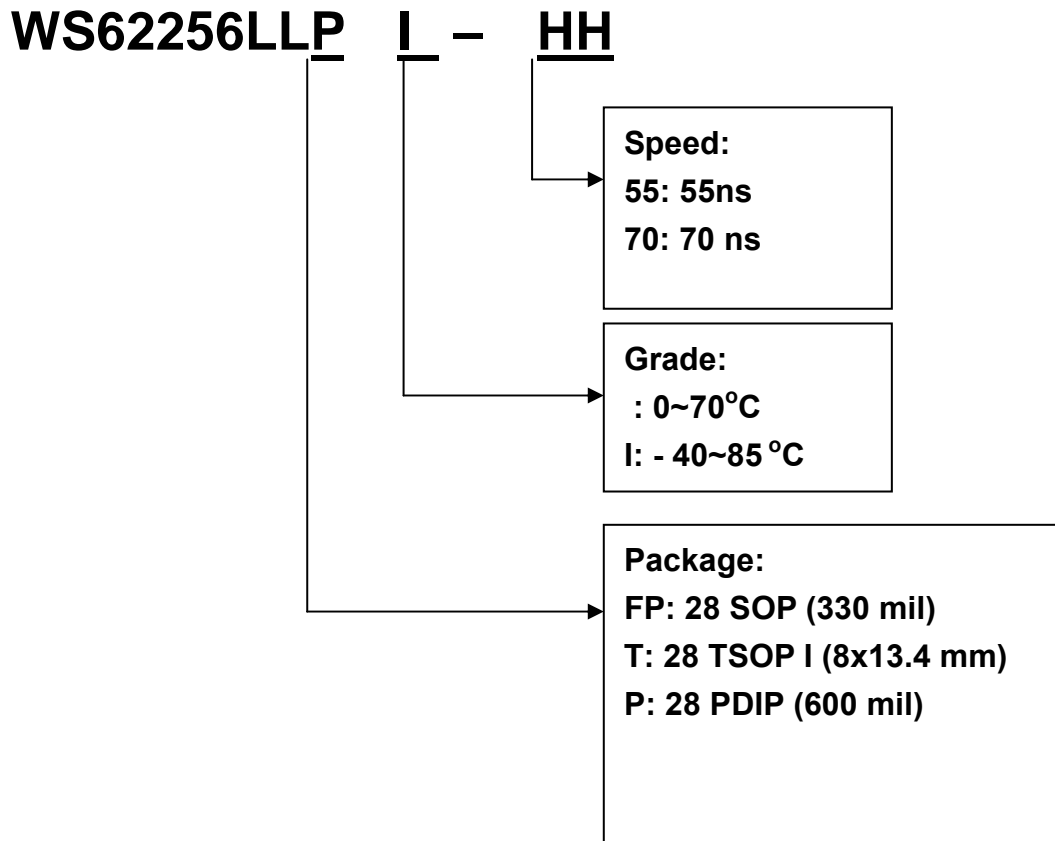 WS62256LLP I – HH
Speed:
55: 55ns
70: 70 ns
Grade:
: 0~70°C
I: - 40~85 °C
Package:
FP: 28 SOP (330 mil)
T: 28 TSOP I (8x13.4 mm)
P: 28 PDIP (600 mil)